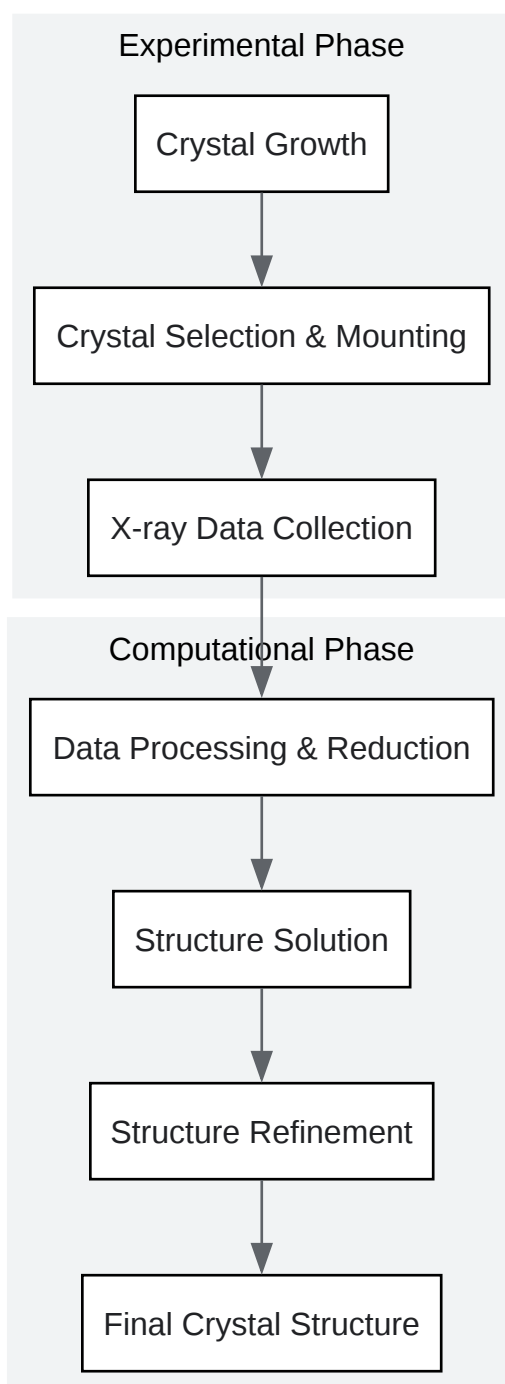 Experimental Phase
Crystal Growth
Crystal Selection & Mounting
X-ray Data Collection
Computational Phase
Data Processing & Reduction
Structure Solution
Structure Refinement
Final Crystal Structure